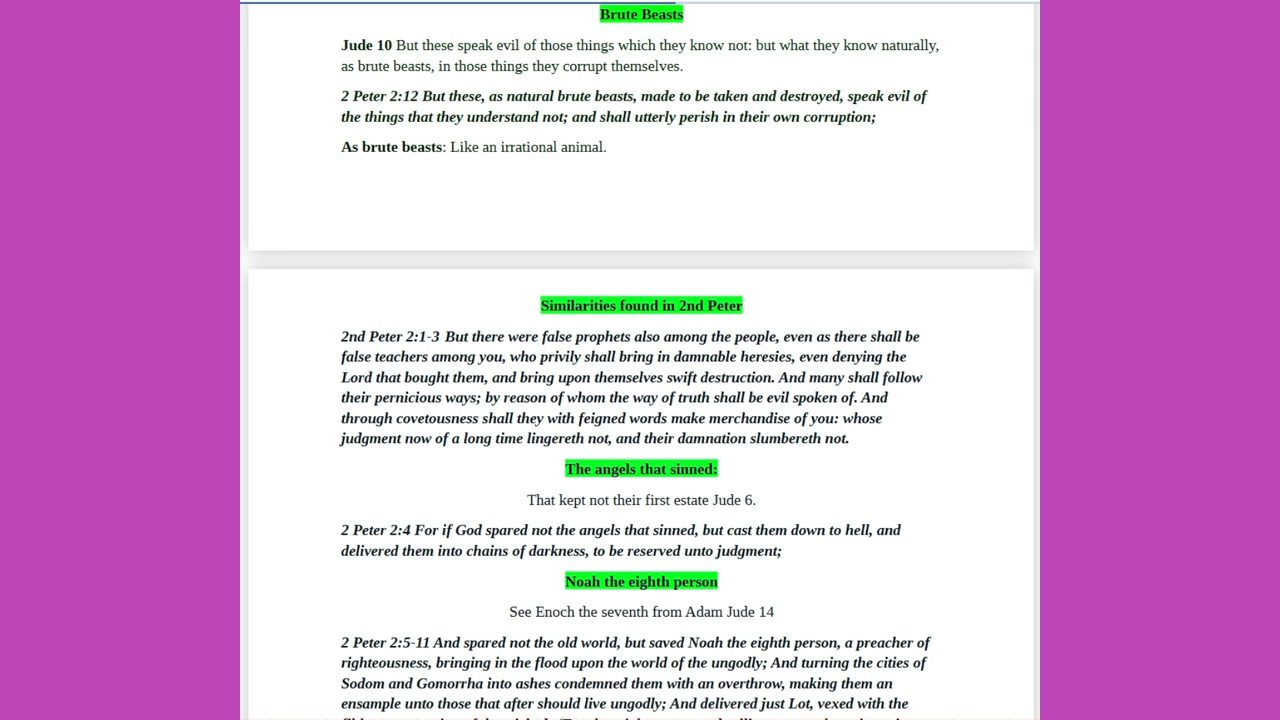 Brute Beasts
Jude 10 But these speak evil of those things which they know not: but what they know naturally,
as brute beasts, in those things they corrupt themselves.
2 Peter 2:12 But these, as natural brute beasts, made to be taken and destroyed, speak evil of
the things that they understand not; and shall utterly perish in their own corruption;
As brute beasts: Like an irrational animal.
Similarities found in 2nd Peter
2nd Peter 2:1-3 But there were false prophets also among the people, even as there shall be
false teachers among you, who privily shall bring in damnable heresies, even denying the
Lord that bought them, and bring upon themselves swift destruction. And many shall follow
their pernicious ways; by reason of whom the way of truth shall be evil spoken of. And
through covetousness shall they with feigned words make merchandise of you: whose
judgment now of a long time lingereth not, and their damnation slumbereth not.
The angels that sinned:
That kept not their first estate Jude 6.
2 Peter 2:4 For if God spared not the angels that sinned, but cast them down to hell, and
delivered them into chains of darkness, to be reserved unto judgment;
Noah the eighth person
See Enoch the seventh from Adam Jude 14
2 Peter 2:5-11 And spared not the old world, but saved Noah the eighth person, a preacher of
righteousness, bringing in the flood upon the world of the ungodly; And turning the cities of
Sodom and Gomorrha into ashes condemned them with an overthrow, making them an
ensample unto those that after should live ungodly; And delivered just Lot, vexed with the